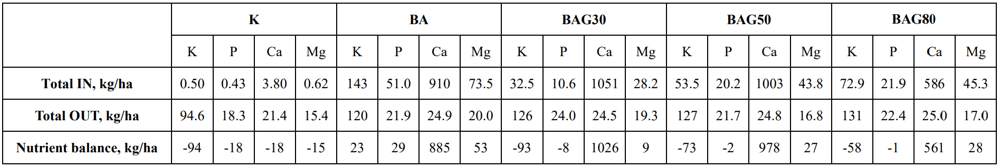 K BA BAG30 BAG50 BAG80
K P Ca Mg K P Ca Mg K P Ca Mg K P Ca Mg K P Ca Mg
Total IN, kg/ha 0.50 0.43 3.80 0.62 143 51.0 910 73.5 32.5 10.6 1051 28.2 53.5 20.2 1003 43.8 72.9 21.9 586 45.3
Total OUT, kg/ha 94.6 18.3 21.4 15.4 120 21.9 24.9 20.0 126 24.0 24.5 19.3 127 21.7 24.8 16.8 131 22.4 25.0 17.0
Nutrient balance, kg/ha -94 -18 -18 -15 23 29 885 53 -93 -8 1026 9 -73 -2 978 27 -58 -1 561 28